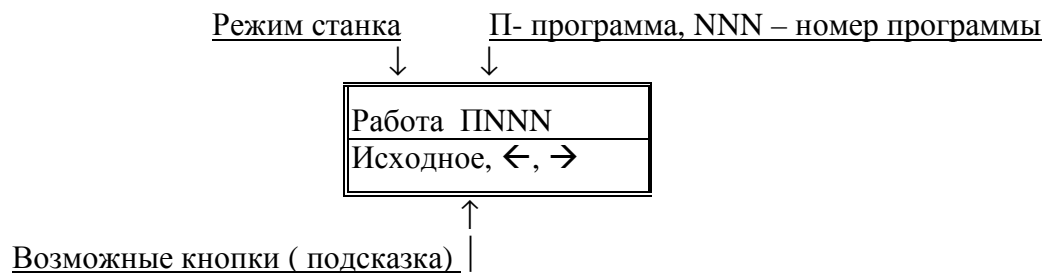 Режим станка П- программа, NNN – номер программы
↓ ↓
Работа ПNNN
Исходное, ←, →
↑
Возможные кнопки ( подсказка)